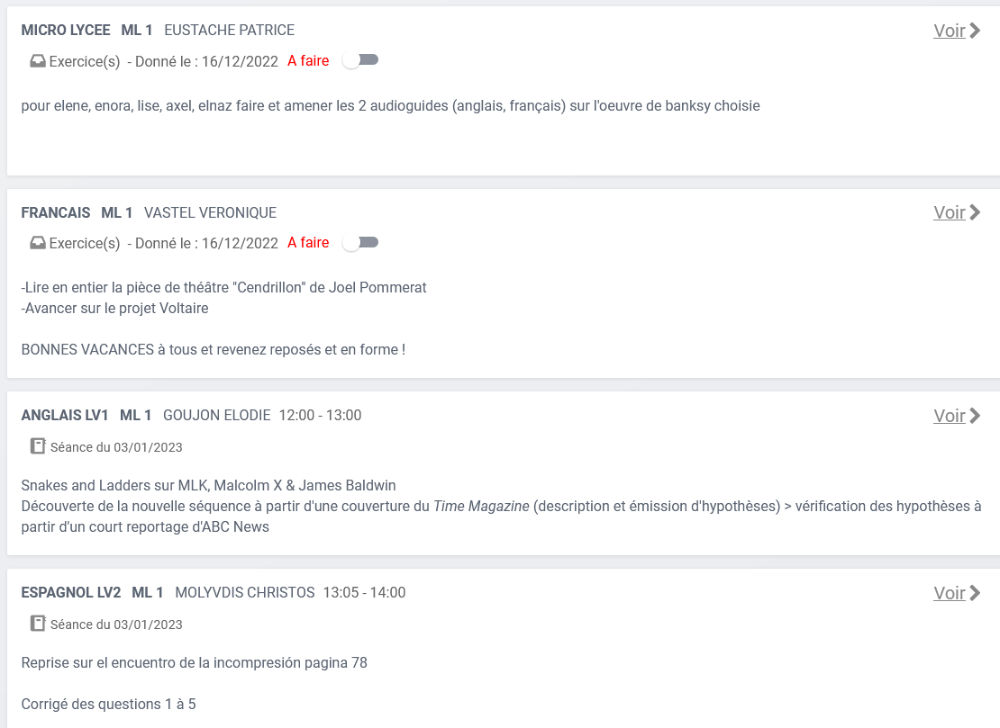 MICRO LYCEE ML 1 EUSTACHE PATRICE Voir
Exercice(s) - Donné le : 16/12/2022 A faire
pour elene, enora, lise, axel, elnaz faire et amener les 2 audioguides (anglais, français) sur l'oeuvre de banksy choisie
FRANCAIS ML 1 VASTEL VERONIQUE Voir
Exercice(s) - Donné le : 16/12/2022 A faire
-Lire en entier la pièce de théâtre "Cendrillon" de Joel Pommerat
-Avancer sur le projet Voltaire
BONNES VACANCES à tous et revenez reposés et en forme !
ANGLAIS LV1 ML 1 GOUJON ELODIE 12:00 - 13:00 Voir
Séance du 03/01/2023
Snakes and Ladders sur MLK, Malcolm X & James Baldwin
Découverte de la nouvelle séquence à partir d'une couverture du Time Magazine (description et émission d'hypothèses) > vérification des hypothèses à
partir d'un court reportage d'ABC News
ESPAGNOL LV2 ML 1 MOLYVDIS CHRISTOS 13:05 - 14:00 Voir
Séance du 03/01/2023
Reprise sur el encuentro de la incompresión pagina 78
Corrigé des questions 1 à 5